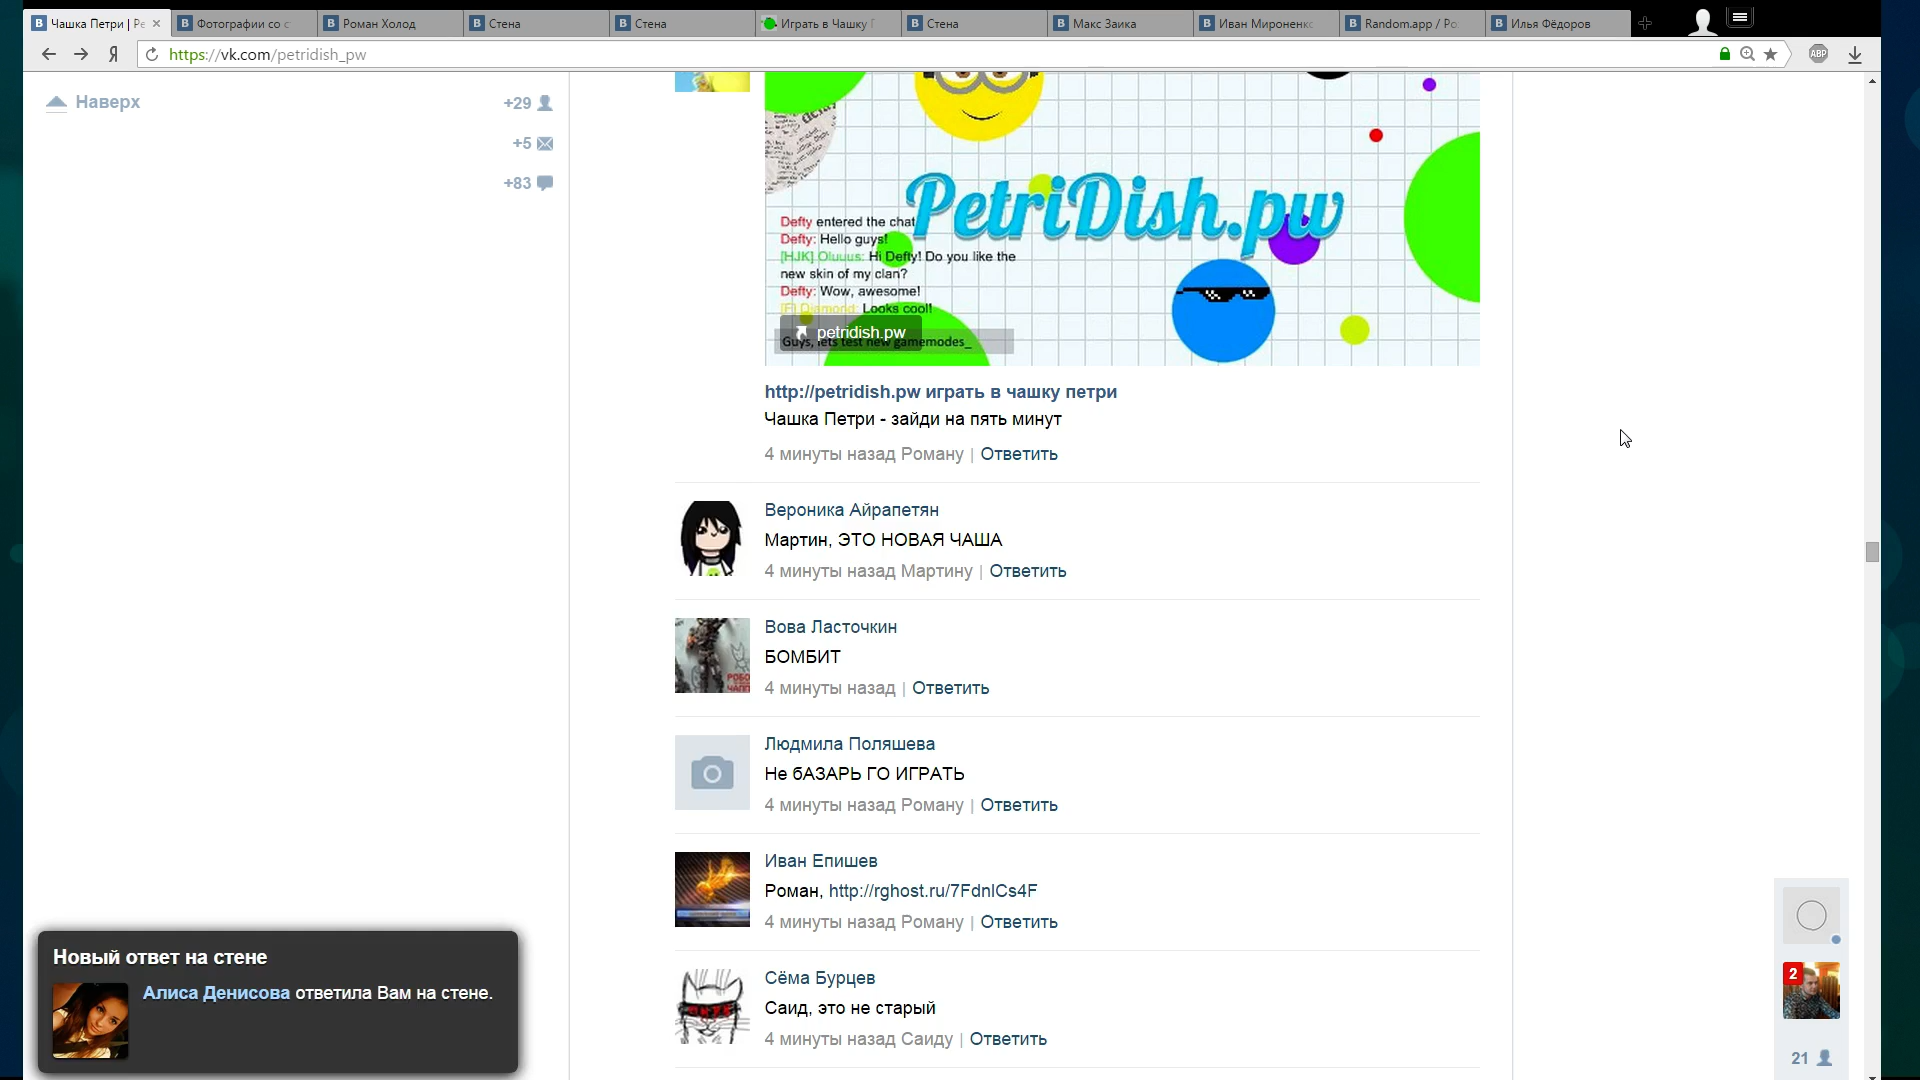 Чашка Петри | Pe
Фотографии со с
Роман Холод
Стена
Стена
Играть в Чашку П
Стена
Макс Заика
Иван Мироненко
Random.app / Ро
Илья Фёдоров
Я
https://vk.com/petridish_pw
ABP
Наверх
+29
+5
+83
PetriDish.pw
Defty entered the chat
Defty: Hello guys!
[HJK] Oluuus: Hi Defty! Do you like the
new skin of my clan?
Defty: Wow, awesome!
[F] Diamond: Looks cool!
petridish.pw
Guys, lets test new gamemodes_
http://petridish.pw играть в чашку петри
Чашка Петри - зайди на пять минут
4 минуты назад Роману | Ответить
Вероника Айрапетян
Мартин, ЭТО НОВАЯ ЧАША
4 минуты назад Мартину | Ответить
Вова Ласточкин
БОМБИТ
4 минуты назад | Ответить
Людмила Поляшева
Не бАЗАРЬ ГО ИГРАТЬ
4 минуты назад Роману | Ответить
Иван Епишев
Роман, http://rghost.ru/7FdnlCs4F
4 минуты назад Роману | Ответить
Сёма Бурцев
Саид, это не старый
4 минуты назад Саиду | Ответить
Новый ответ на стене
Алиса Денисова ответила Вам на стене.
2
21